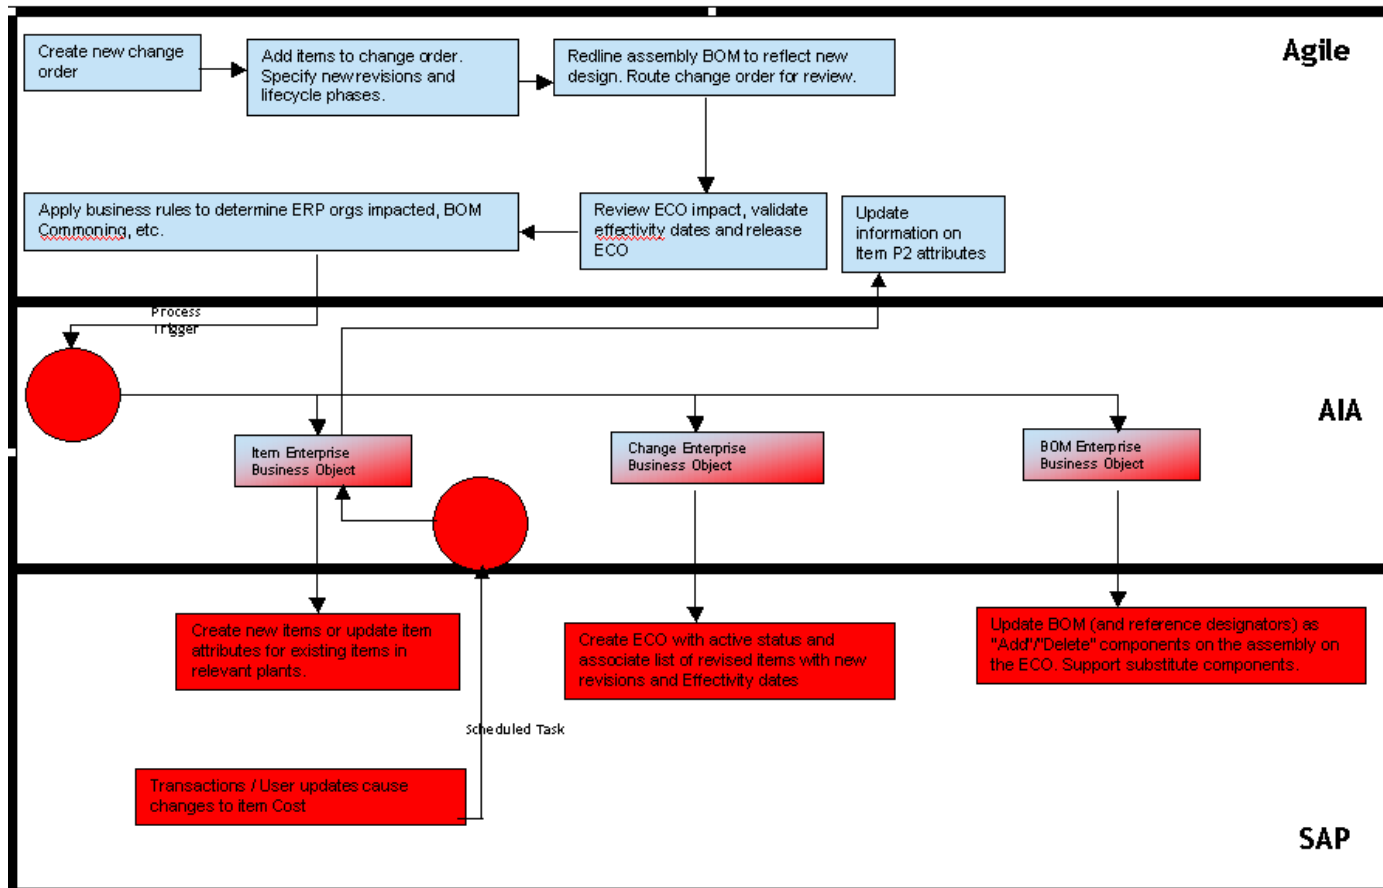 Create new change
order
Add items to change order.
Specify new revisions and
lifecycle phases.
Redline assembly BOM to reflect new
design. Route change order for review.
Agile
Apply business rules to determine ERP orgs impacted, BOM
Commoning, etc.
Review ECO impact, validate
effectivity dates and release
ECO
Update
information on
Item P2 attributes
Process
Trigger
AIA
Item Enterprise
Business Object
Change Enterprise
Business Object
BOM Enterprise
Business Object
Create new items or update item
attributes for existing items in
relevant plants.
Create ECO with active status and
associate list of revised items with new
revisions and Effectivity dates
Update BOM (and reference designators) as
"Add"/"Delete" components on the assembly on
the ECO. Support substitute components.
Scheduled Task
Transactions / User updates cause
changes to item Cost
SAP